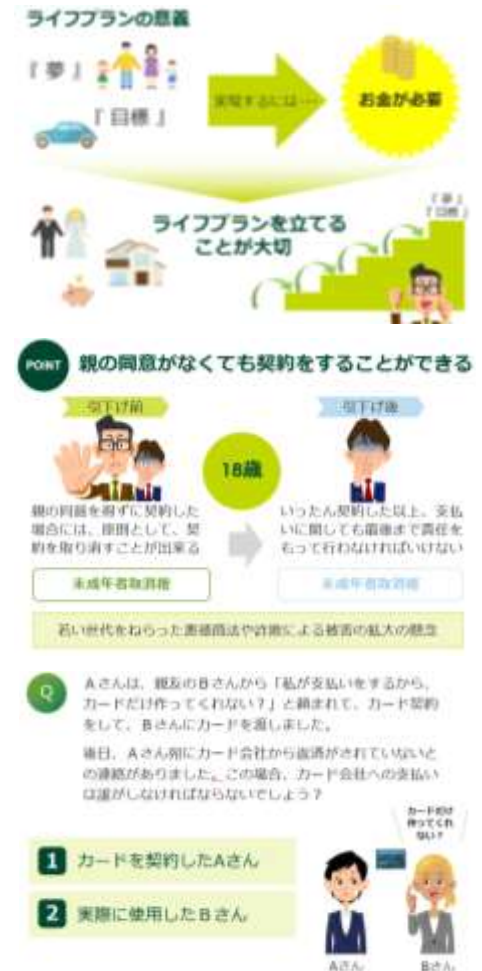 ライフプランの意義
『 夢 』
『 目標 』
実現するには…
お金が必要
『 夢 』
『 目標 』
ライフプランを立てる
ことが大切
POINT 親の同意がなくても契約をすることができる
引下げ前
引下げ後
18歳
親の同意を得ずに契約した
場合には、原則として、契
約を取り消すことが出来る
いったん契約した以上、支払
いに関しても最後まで責任を
もって行わなければいけない
未成年者取消権
未成年者取消権
若い世代をねらった悪徳商法や詐欺による被害の拡大の懸念
Q
Aさんは、親友のBさんから「私が支払いをするから、
カードだけ作ってくれない?」と頼まれて、カード契約
をして、Bさんにカードを渡しました。
後日、Aさん宛にカード会社から返済がされていないと
の連絡がありました。この場合、カード会社への支払い
は誰がしなければならないでしょう?
カードだけ
作ってくれ
ない?
1 カードを契約したAさん
2 実際に使用したBさん
Aさん
Bさん